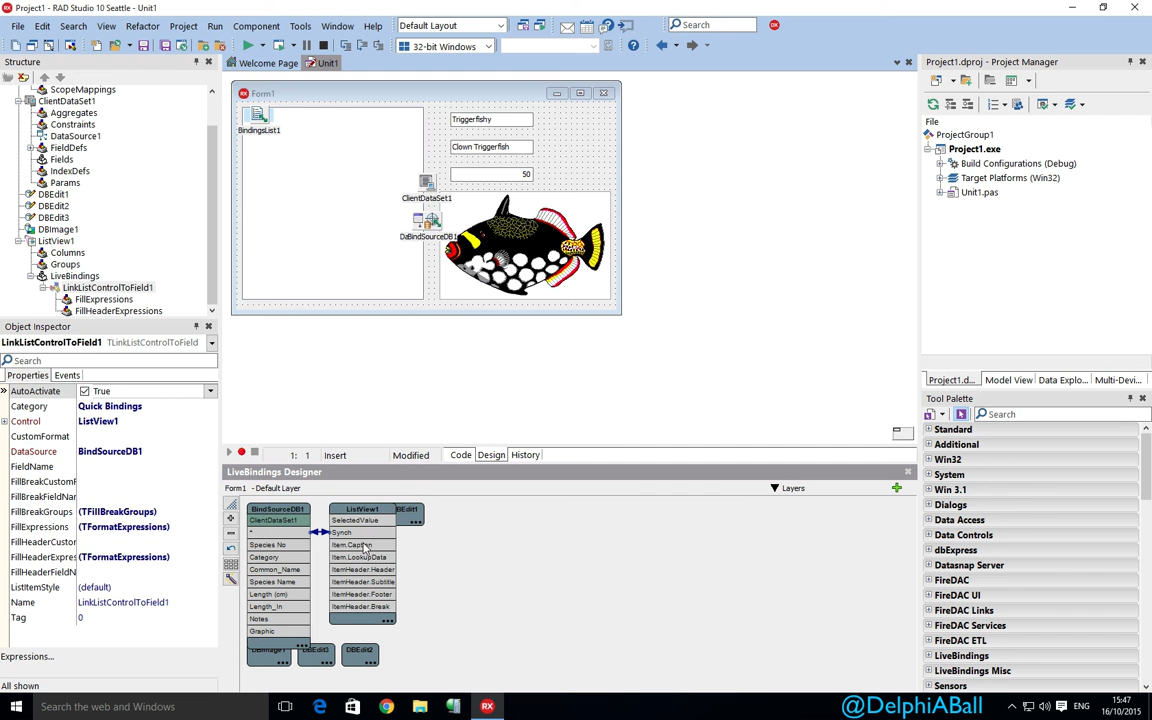 Project1 - RAD Studio 10 Seattle - Unit1
File Edit Search View Refactor Project Run Component Tools Window Help
Default Layout
Search
32-bit Windows
Structure
ScopeMappings
ClientDataSet1
Aggregates
Constraints
DataSource1
FieldDefs
Fields
IndexDefs
Params
DBEdit1
DBEdit2
DBEdit3
DBImage1
ListView1
Columns
Groups
LiveBindings
LinkListControlToField1
FillExpressions
FillHeaderExpressions
Object Inspector
LinkListControlToField1 TLinkListControlToField
Search
Properties Events
AutoActivate True
Category Quick Bindings
Control ListView1
CustomFormat
DataSource BindSourceDB1
FieldName
FillBreakCustomF
FillBreakFieldNar
FillBreakGroups (TFillBreakGroups)
FillExpressions (TFormatExpressions)
FillHeaderCustor
FillHeaderExpres (TFormatExpressions)
FillHeaderFieldN
ListItemStyle (default)
Name LinkListControlToField1
Tag 0
Expressions...
All shown
Welcome Page Unit1
Form1
BindingsList1
Triggerfishy
Clown Triggerfish
50
ClientDataSet1
1: 1 Insert Modified Code Design History
LiveBindings Designer
Form1 - Default Layer
Layers
BindSourceDB1
ClientDataSet1
*
Species No
Category
Common_Name
Species Name
Length (cm)
Length_In
Notes
Graphic
ListView1
SelectedValue
Synch
Item.Caption
Item.LookupData
ItemHeader.Header
ItemHeader.Subtitle
ItemHeader.Footer
ItemHeader.Break
BEdit1
DBImage1
DBEdit3
DBEdit2
Project1.dproj - Project Manager
File
ProjectGroup1
Project1.exe
Build Configurations (Debug)
Target Platforms (Win32)
Unit1.pas
Project1.d... Model View Data Explo... Multi-Devi...
Tool Palette
Search
Standard
Additional
Win32
System
Win 3.1
Dialogs
Data Access
Data Controls
dbExpress
Datasnap Server
FireDAC
FireDAC UI
FireDAC Links
FireDAC Services
FireDAC ETL
LiveBindings
LiveBindings Misc
Sensors
Search the web and Windows
@DelphiABall
ENG
15:47
16/10/2015